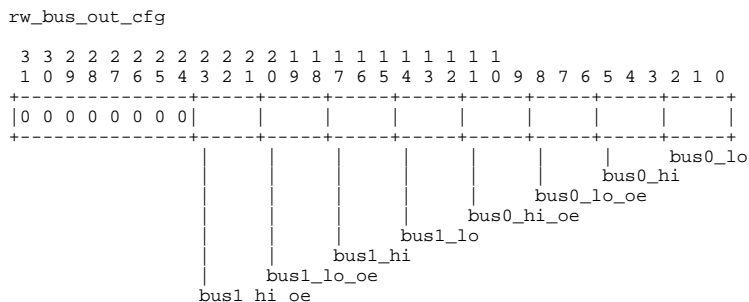 rw_bus_out_cfg
3 3 2 2 2 2 2 2 2 2 2 2 1 1 1 1 1 1 1 1 1 1
1 0 9 8 7 6 5 4 3 2 1 0 9 8 7 6 5 4 3 2 1 0 9 8 7 6 5 4 3 2 1 0
+---------------+-----+-----+-----+-----+-----+-----+-----+-----+
|0 0 0 0 0 0 0 0| | | | | | | | |
+---------------+-----+-----+-----+-----+-----+-----+-----+-----+
| | | | | | | bus0_lo
| | | | | | bus0_hi
| | | | | bus0_lo_oe
| | | | bus0_hi_oe
| | | bus1_lo
| | bus1_hi
| bus1_lo_oe
bus1_hi_oe